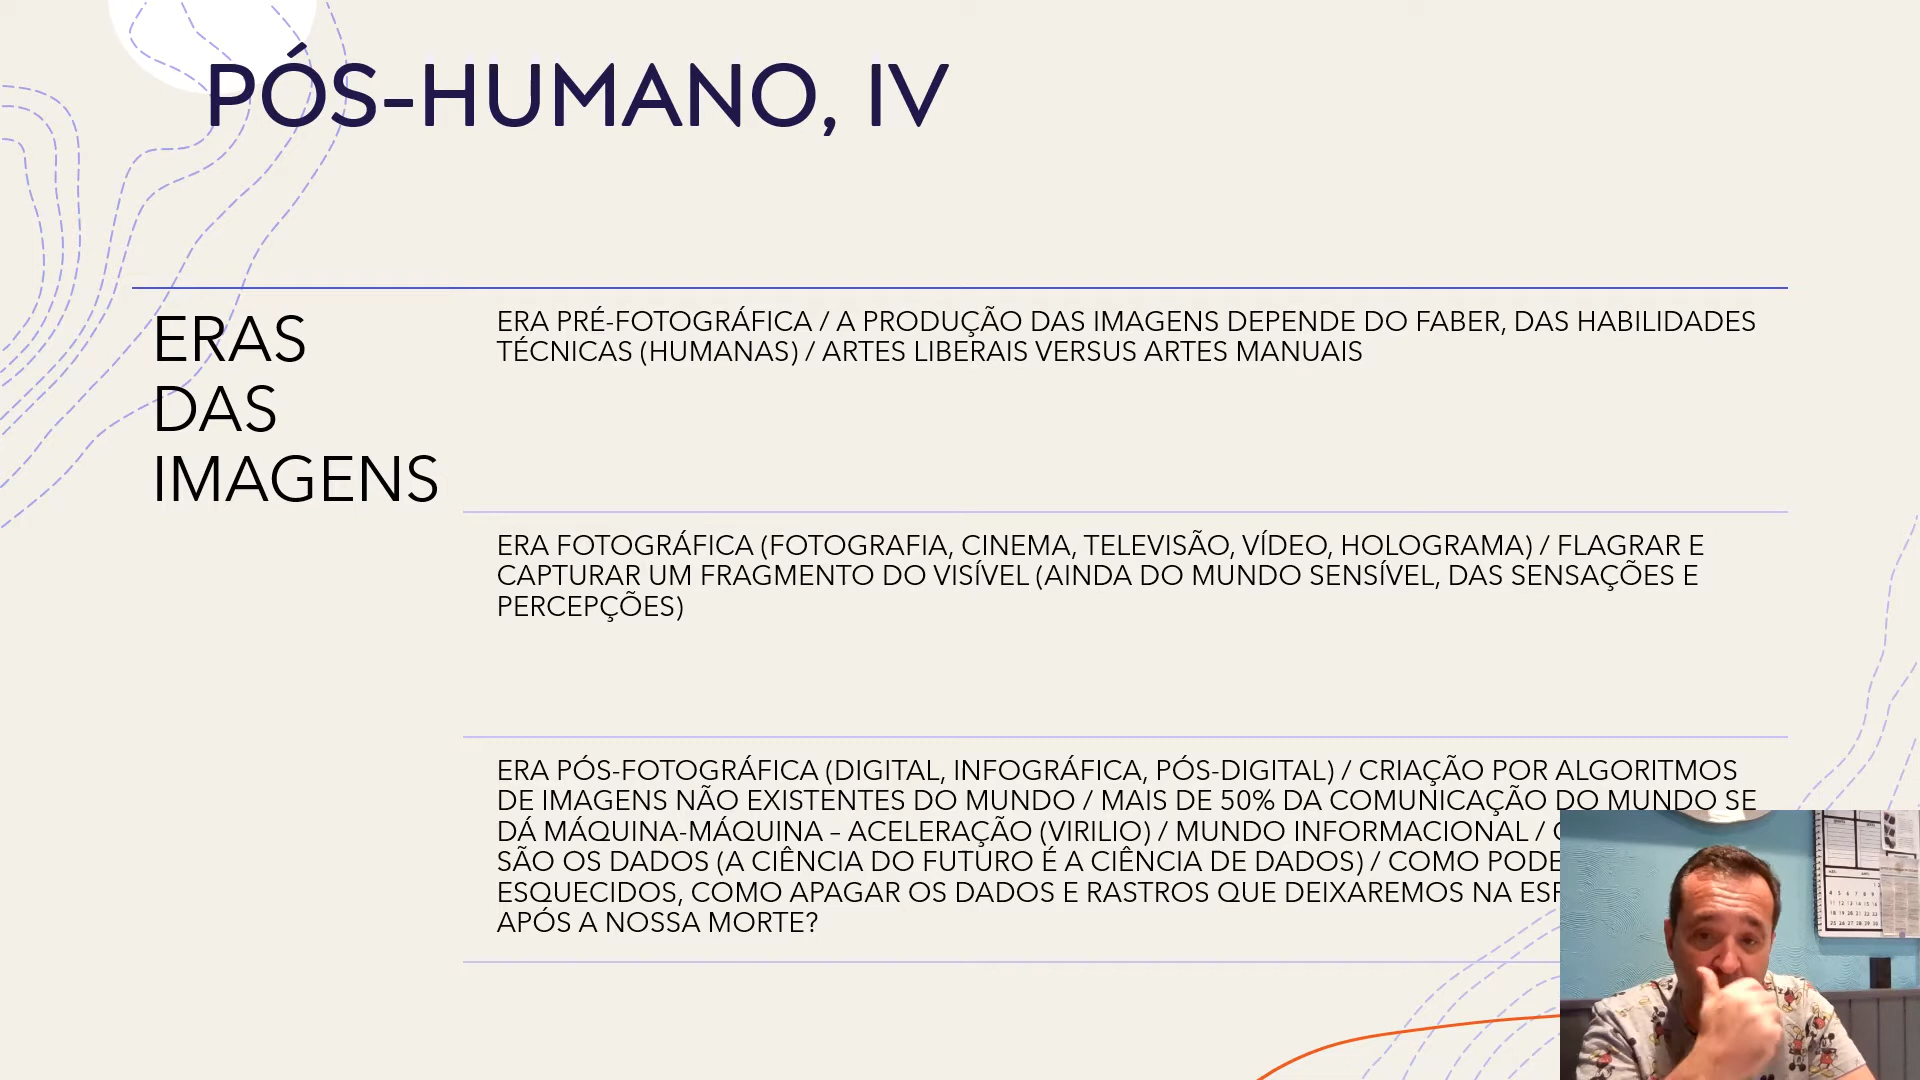 PÓS-HUMANO, IV
ERAS
DAS
IMAGENS
ERA PRÉ-FOTOGRÁFICA / A PRODUÇÃO DAS IMAGENS DEPENDE DO FABER, DAS HABILIDADES
TÉCNICAS (HUMANAS) / ARTES LIBERAIS VERSUS ARTES MANUAIS
ERA FOTOGRÁFICA (FOTOGRAFIA, CINEMA, TELEVISÃO, VÍDEO, HOLOGRAMA) / FLAGRAR E
CAPTURAR UM FRAGMENTO DO VISÍVEL (AINDA DO MUNDO SENSÍVEL, DAS SENSAÇÕES E
PERCEPÇÕES)
ERA PÓS-FOTOGRÁFICA (DIGITAL, INFOGRÁFICA, PÓS-DIGITAL) / CRIAÇÃO POR ALGORITMOS
DE IMAGENS NÃO EXISTENTES DO MUNDO / MAIS DE 50% DA COMUNICAÇÃO DO MUNDO SE
DÁ MÁQUINA-MÁQUINA – ACELERAÇÃO (VIRILIO) / MUNDO INFORMACIONAL /
SÃO OS DADOS (A CIÊNCIA DO FUTURO É A CIÊNCIA DE DADOS) / COMO
ESQUECIDOS, COMO APAGAR OS DADOS E RASTROS QUE DEIXAREMOS NA
APÓS A NOSSA MORTE?